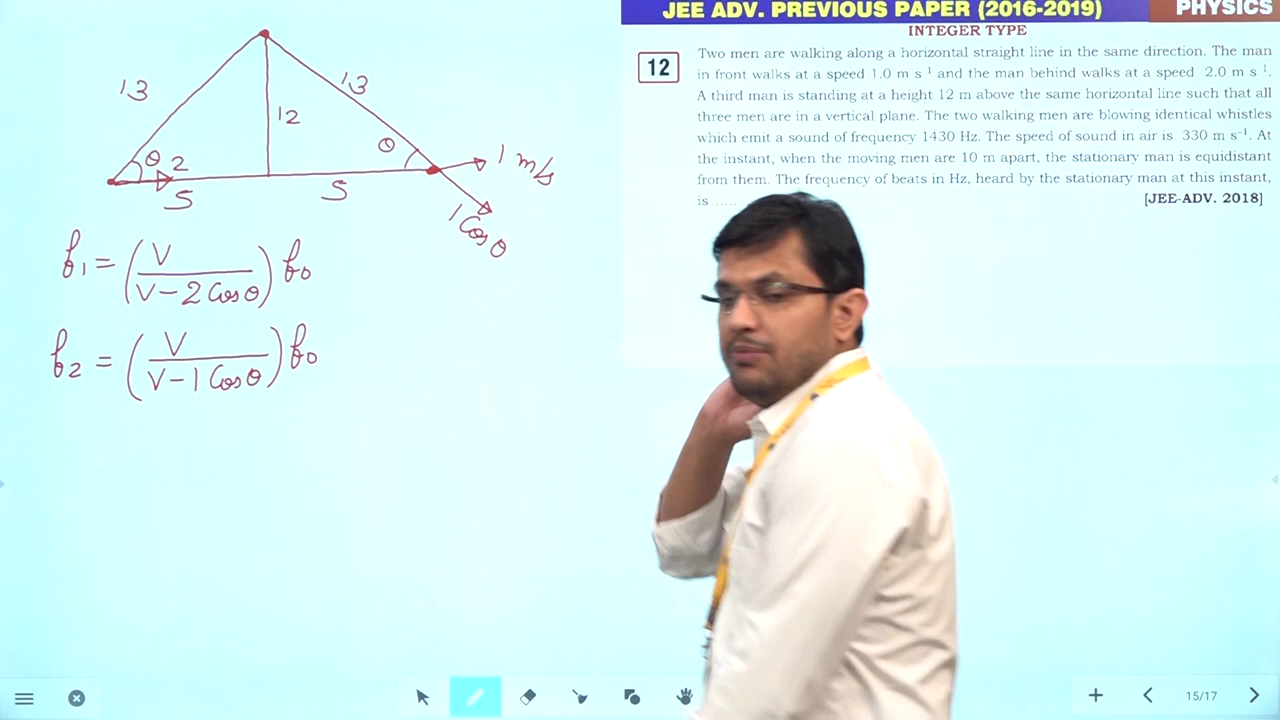 JEE ADV. PREVIOUS PAPER (2016-2019)
PHYSICS
INTEGER TYPE
12
Two men are walking along a horizontal straight line in the same direction. The man
in front walks at a speed 1.0 m s⁻¹ and the man behind walks at a speed 2.0 m s⁻¹.
A third man is standing at a height 12 m above the same horizontal line such that all
three men are in a vertical plane. The two walking men are blowing identical whistles
which emit a sound of frequency 1430 Hz. The speed of sound in air is 330 m s⁻¹. At
the instant, when the moving men are 10 m apart, the stationary man is equidistant
from them. The frequency of beats in Hz, heard by the stationary man at this instant,
is ......
[JEE-ADV. 2018]
13
13
12
θ 2
θ
1 m/s
5
5
1 Cos θ
f₁ = (V / V – 2 Cos θ) f₀
f₂ = (V / V – 1 Cos θ) f₀
15/17